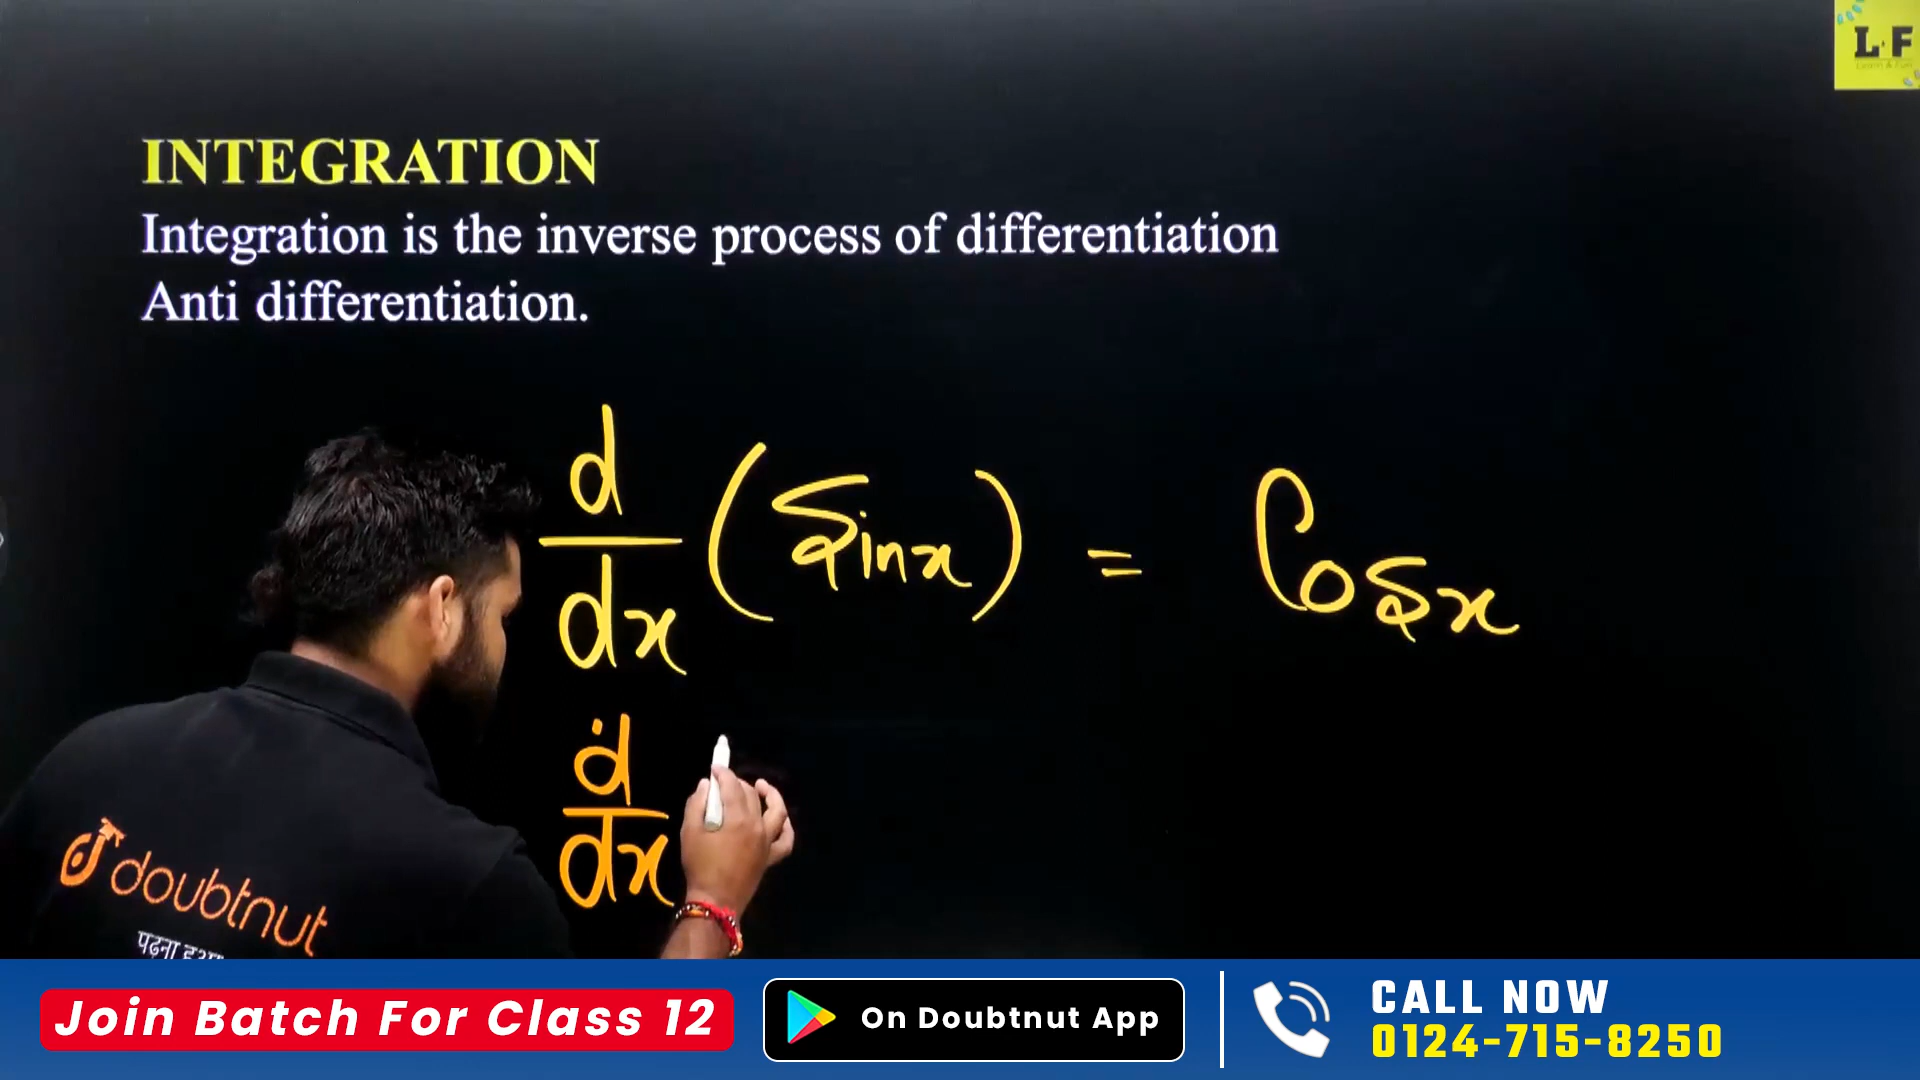 L F
INTEGRATION
Integration is the inverse process of differentiation
Anti differentiation.
d/dx (Sinx) = Cosx
d/dx
doubtnut
पढ़ना हुआ
Join Batch For Class 12
On Doubtnut App
CALL NOW
0124-715-8250